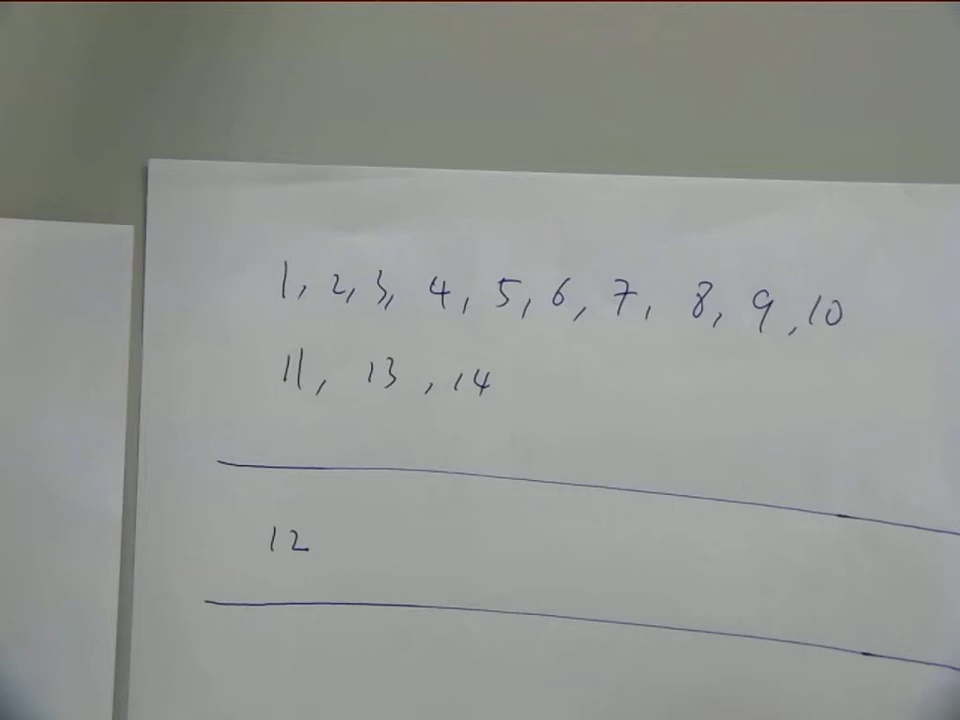 1, 2, 3, 4, 5, 6, 7, 8, 9, 10
11, 13, 14
12